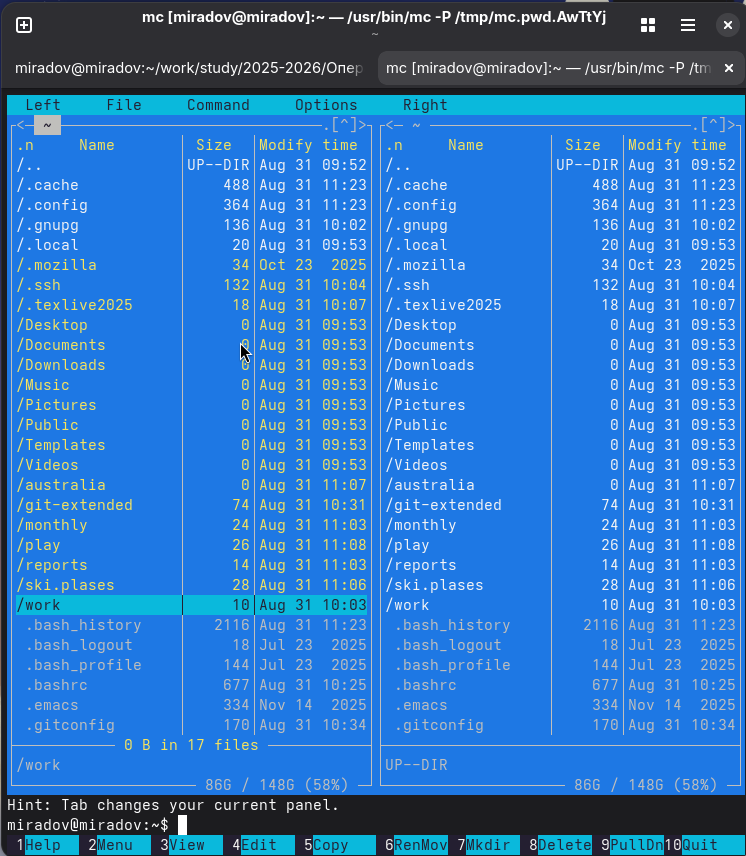 mc [miradov@miradov]:~ — /usr/bin/mc -P /tmp/mc.pwd.AwTtYj
~
miradov@miradov:~/work/study/2025-2026/Опер
mc [miradov@miradov]:~ — /usr/bin/mc -P /tm
Left File Command Options Right
<— ~ .[^]> <— ~ .[^]>
.n Name Size Modify time .n Name Size Modify time
/.. UP--DIR Aug 31 09:52 /.. UP--DIR Aug 31 09:52
/.cache 488 Aug 31 11:23 /.cache 488 Aug 31 11:23
/.config 364 Aug 31 11:23 /.config 364 Aug 31 11:23
/.gnupg 136 Aug 31 10:02 /.gnupg 136 Aug 31 10:02
/.local 20 Aug 31 09:53 /.local 20 Aug 31 09:53
/.mozilla 34 Oct 23 2025 /.mozilla 34 Oct 23 2025
/.ssh 132 Aug 31 10:04 /.ssh 132 Aug 31 10:04
/.texlive2025 18 Aug 31 10:07 /.texlive2025 18 Aug 31 10:07
/Desktop 0 Aug 31 09:53 /Desktop 0 Aug 31 09:53
/Documents 0 Aug 31 09:53 /Documents 0 Aug 31 09:53
/Downloads 0 Aug 31 09:53 /Downloads 0 Aug 31 09:53
/Music 0 Aug 31 09:53 /Music 0 Aug 31 09:53
/Pictures 0 Aug 31 09:53 /Pictures 0 Aug 31 09:53
/Public 0 Aug 31 09:53 /Public 0 Aug 31 09:53
/Templates 0 Aug 31 09:53 /Templates 0 Aug 31 09:53
/Videos 0 Aug 31 09:53 /Videos 0 Aug 31 09:53
/australia 0 Aug 31 11:07 /australia 0 Aug 31 11:07
/git-extended 74 Aug 31 10:31 /git-extended 74 Aug 31 10:31
/monthly 24 Aug 31 11:03 /monthly 24 Aug 31 11:03
/play 26 Aug 31 11:08 /play 26 Aug 31 11:08
/reports 14 Aug 31 11:03 /reports 14 Aug 31 11:03
/ski.plases 28 Aug 31 11:06 /ski.plases 28 Aug 31 11:06
/work 10 Aug 31 10:03 /work 10 Aug 31 10:03
.bash_history 2116 Aug 31 11:23 .bash_history 2116 Aug 31 11:23
.bash_logout 18 Jul 23 2025 .bash_logout 18 Jul 23 2025
.bash_profile 144 Jul 23 2025 .bash_profile 144 Jul 23 2025
.bashrc 677 Aug 31 10:25 .bashrc 677 Aug 31 10:25
.emacs 334 Nov 14 2025 .emacs 334 Nov 14 2025
.gitconfig 170 Aug 31 10:34 .gitconfig 170 Aug 31 10:34
0 B in 17 files
/work UP--DIR
86G / 148G (58%) 86G / 148G (58%)
Hint: Tab changes your current panel.
miradov@miradov:~$
1Help 2Menu 3View 4Edit 5Copy 6RenMov 7Mkdir 8Delete 9PullDn 10Quit